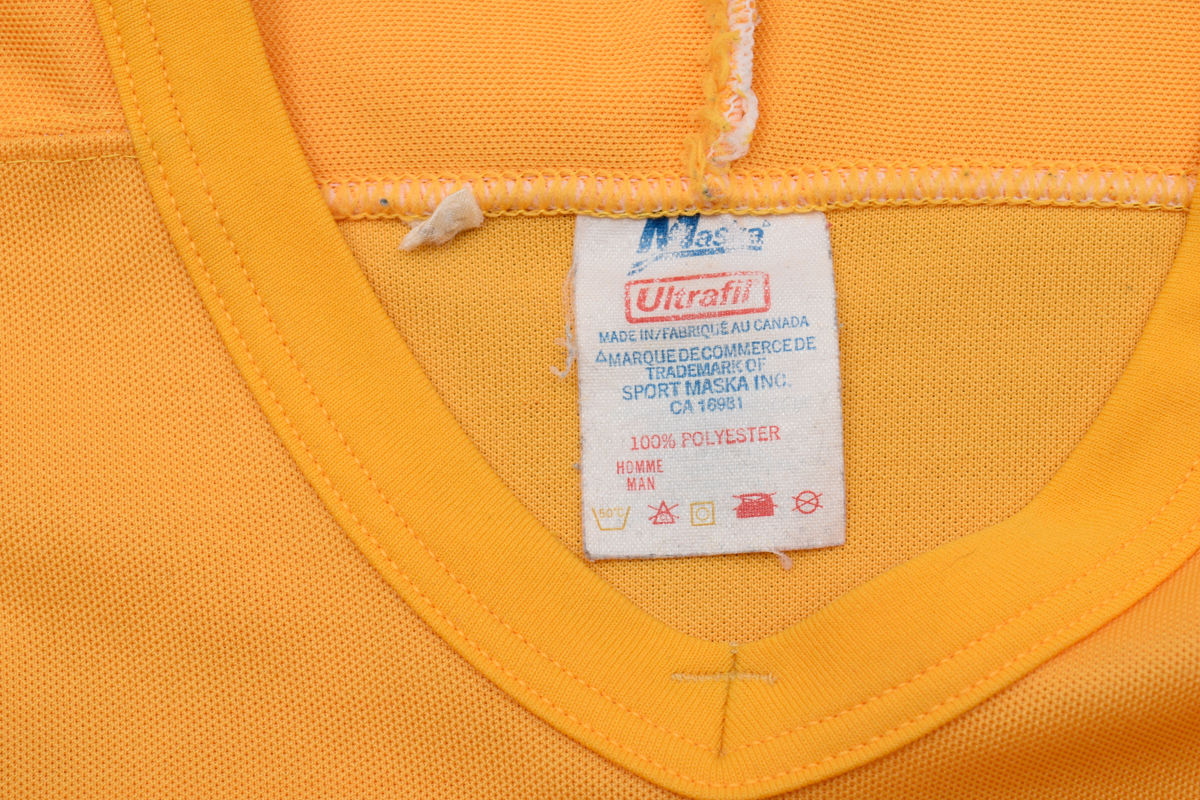 Maska
Ultrafil
MADE IN/FABRIQUÉ AU CANADA
△MARQUE DE COMMERCE DE
TRADEMARK OF
SPORT MASKA INC.
CA 16981
100% POLYESTER
HOMME
MAN
50°C